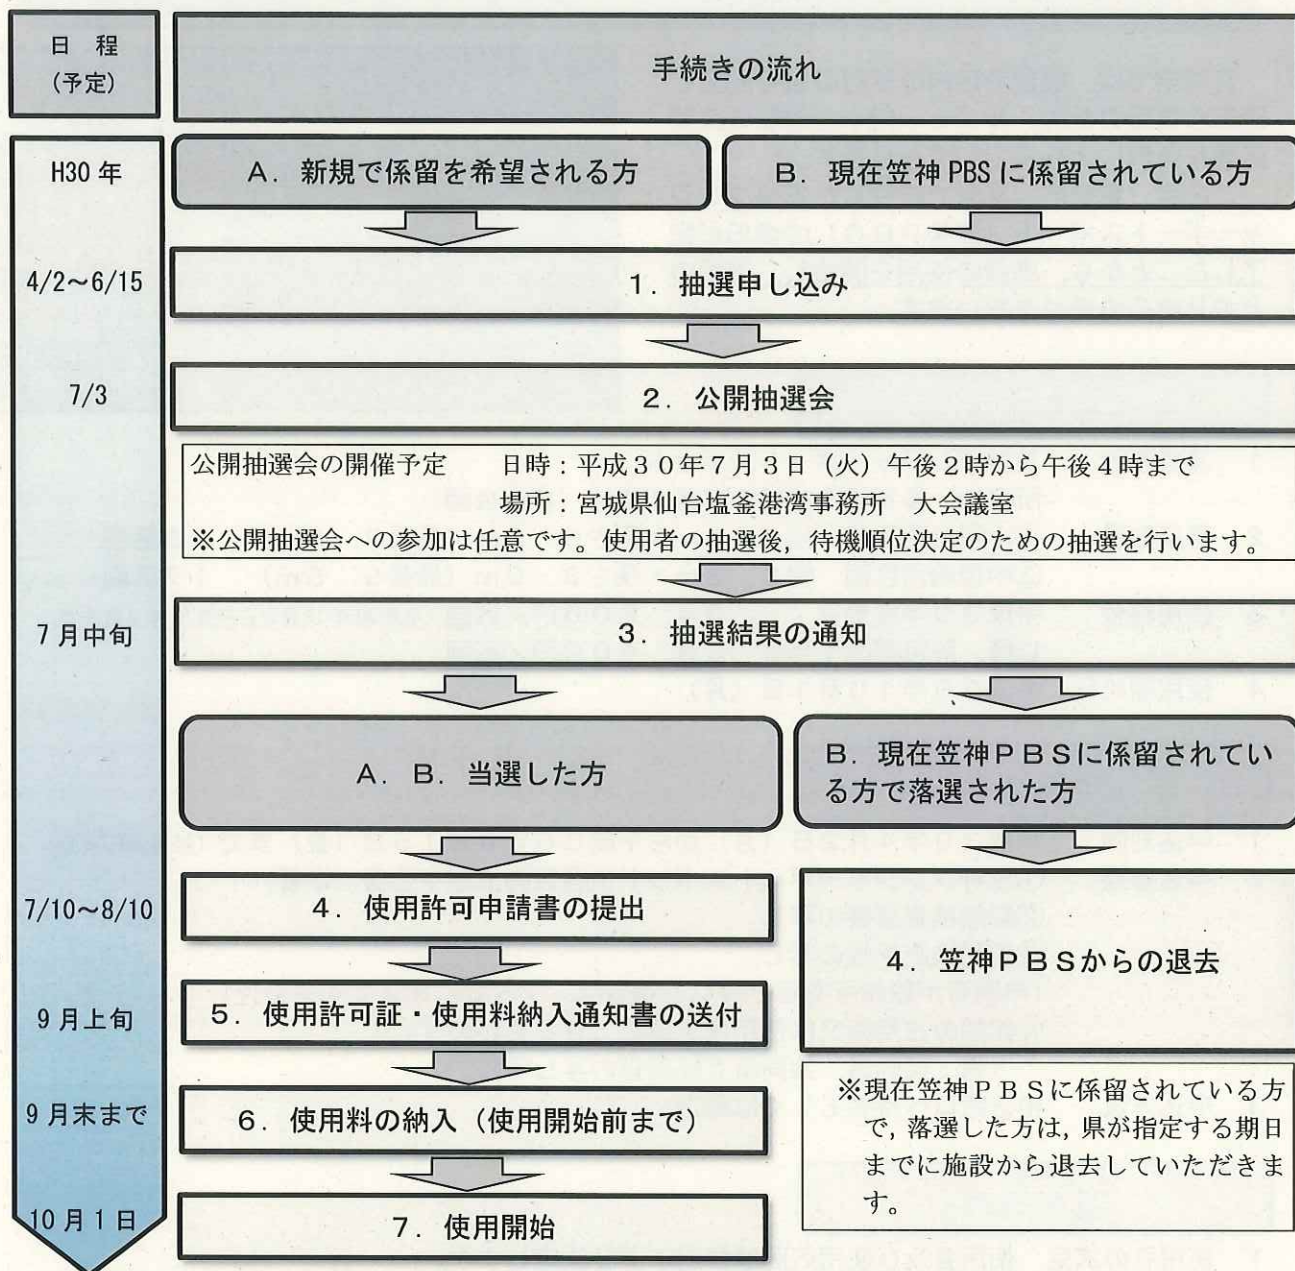 日 程
(予定)
手続きの流れ
H30 年
A. 新規で係留を希望される方
B. 現在笠神 PBS に係留されている方
4/2～6/15
1. 抽選申し込み
7/3
2. 公開抽選会
公開抽選会の開催予定 日時：平成３０年７月３日（火）午後２時から午後４時まで
場所：宮城県仙台塩釜港湾事務所 大会議室
※公開抽選会への参加は任意です。使用者の抽選後，待機順位決定のための抽選を行います。
7 月中旬
3. 抽選結果の通知
A. B. 当選した方
B. 現在笠神ＰＢＳに係留されてい
る方で落選された方
7/10～8/10
4. 使用許可申請書の提出
4. 笠神ＰＢＳからの退去
9 月上旬
5. 使用許可証・使用料納入通知書の送付
9 月末まで
6. 使用料の納入（使用開始前まで）
※現在笠神ＰＢＳに係留されている方
で，落選した方は，県が指定する期日
までに施設から退去していただきま
す。
10 月 1 日
7. 使用開始